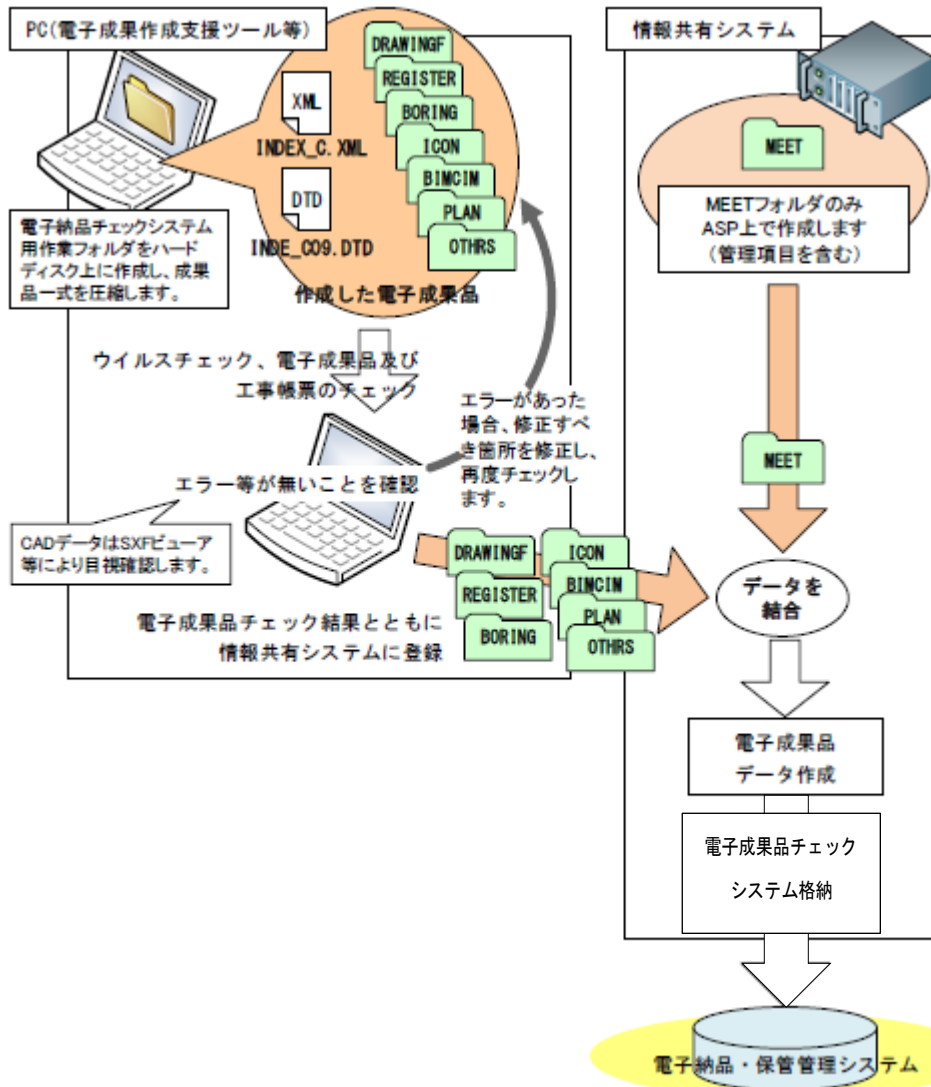 PC(電子成果作成支援ツール等)
DRAWINGF
REGISTER
BORING
ICON
BIMCIM
PLAN
OTHRS
XML
INDEX_C.XML
DTD
INDE_C09.DTD
作成した電子成果品
電子納品チェックシステム
用作業フォルダをハード
ディスク上に作成し、成果
品一式を圧縮します。
ウイルスチェック、電子成果品及び
工事帳票のチェック
エラーがあった
場合、修正すべ
き箇所を修正し、
再度チェックし
ます。
エラー等が無いことを確認
CADデータはSXFビューア
等により目視確認します。
DRAWINGF
REGISTER
BORING
ICON
BIMCIM
PLAN
OTHRS
電子成果品チェック結果とともに
情報共有システムに登録
情報共有システム
MEET
MEETフォルダのみ
ASP上で作成します
(管理項目を含む)
MEET
データを
結合
電子成果品
データ作成
電子成果品チェック
システム格納
電子納品・保管管理システム